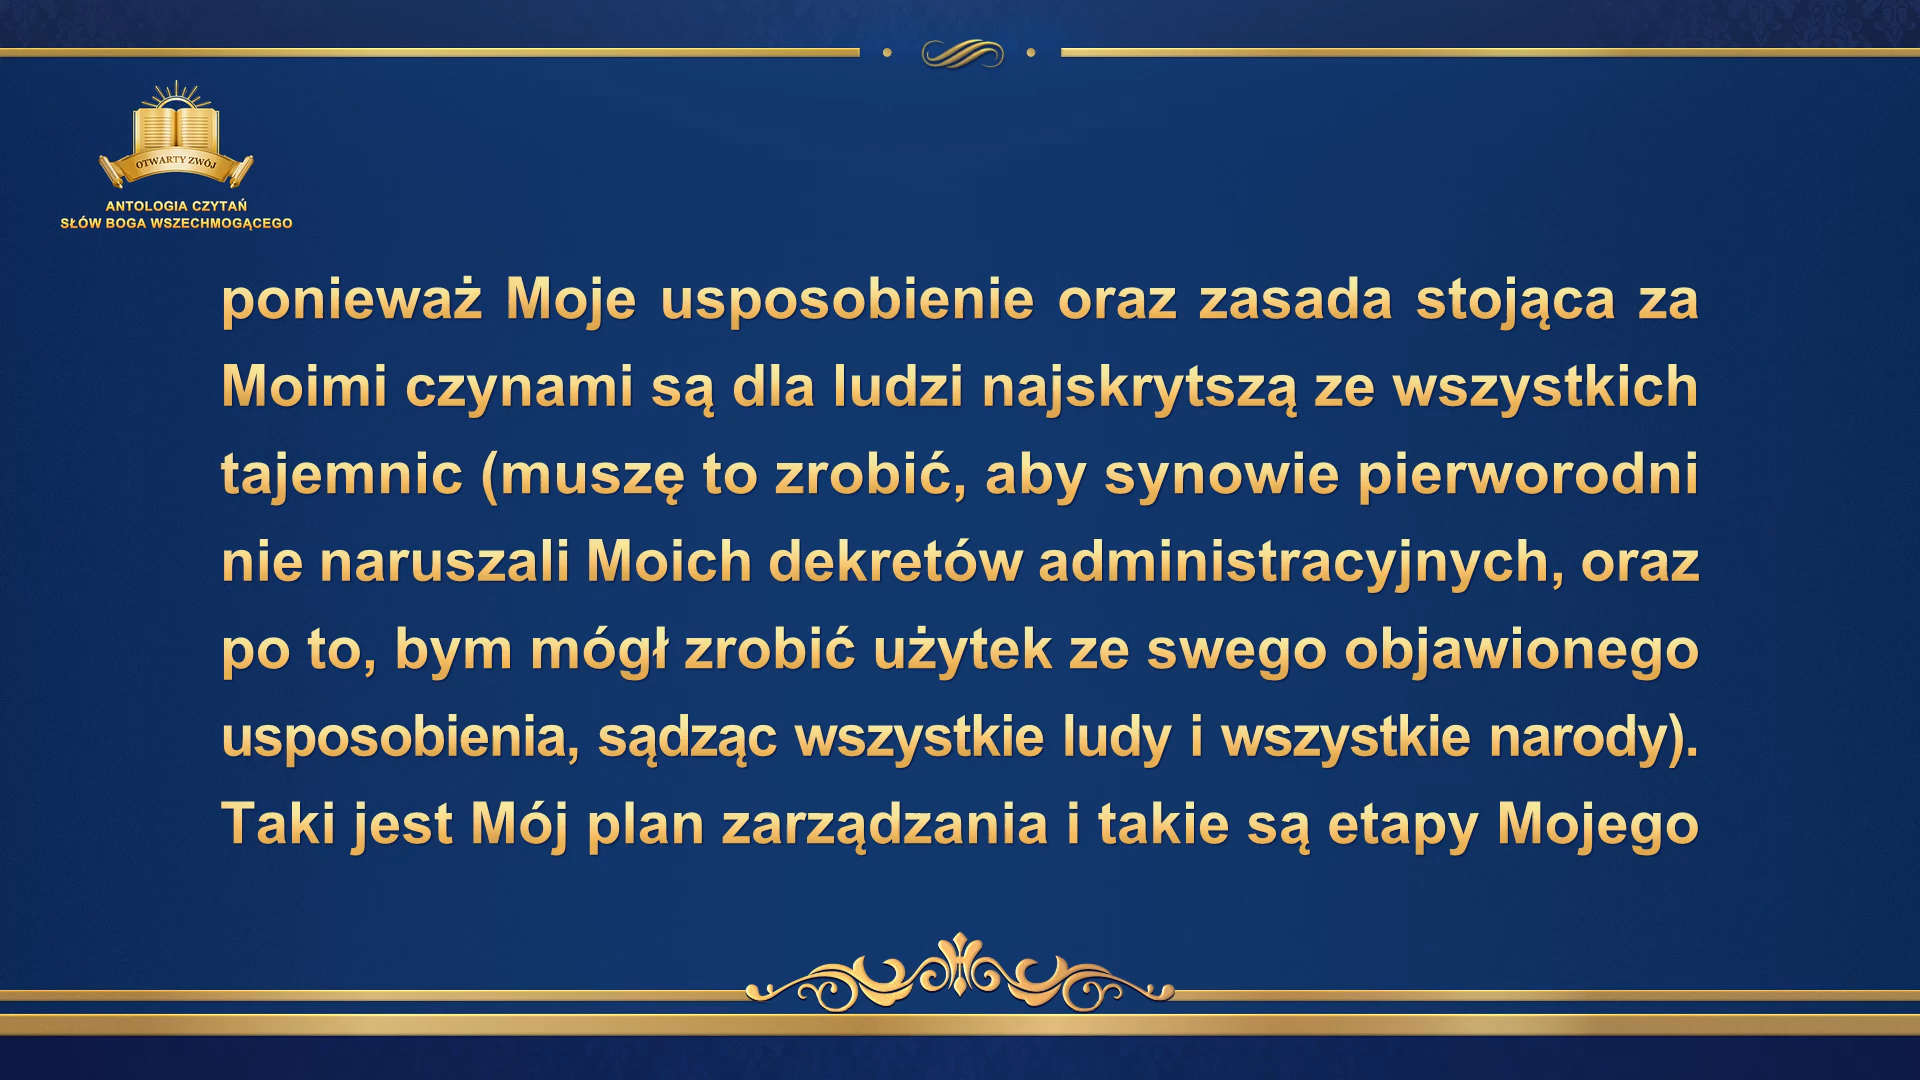 OTWARTY ZWÓJ
ANTOLOGIA CZYTAŃ
SŁÓW BOGA WSZECHMOGĄCEGO
ponieważ Moje usposobienie oraz zasada stojąca za
Moimi czynami są dla ludzi najskrytszą ze wszystkich
tajemnic (muszę to zrobić, aby synowie pierworodni
nie naruszali Moich dekretów administracyjnych, oraz
po to, bym mógł zrobić użytek ze swego objawionego
usposobienia, sądząc wszystkie ludy i wszystkie narody).
Taki jest Mój plan zarządzania i takie są etapy Mojego